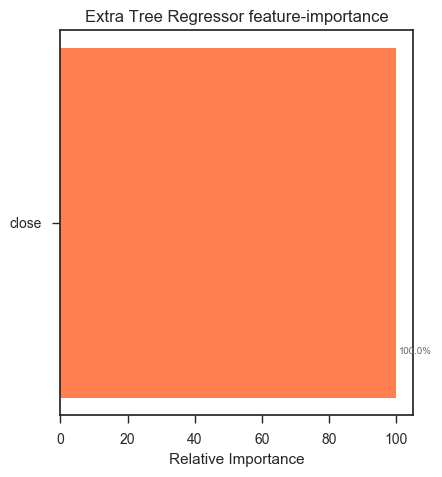 Extra Tree Regressor feature-importance
close
100.0%
0 20 40 60 80 100
Relative Importance